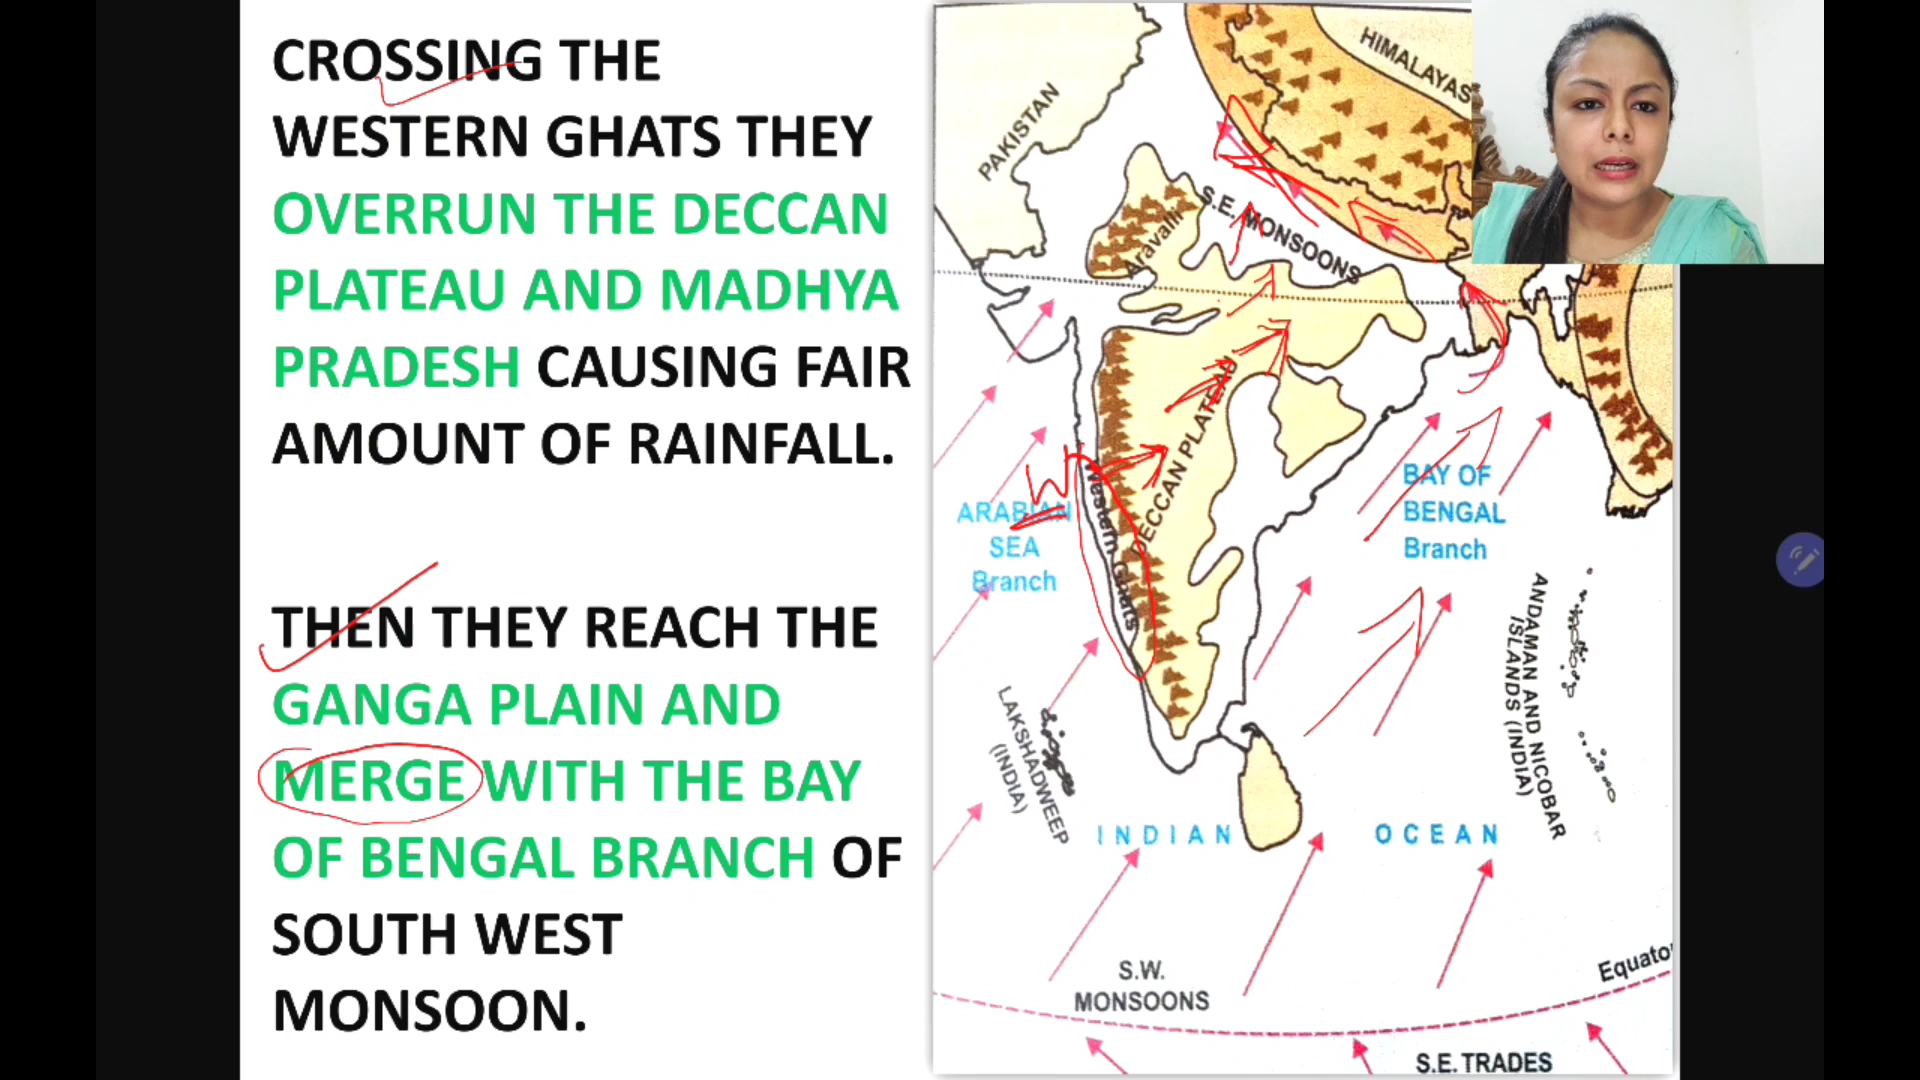 CROSSING THE
WESTERN GHATS THEY
OVERRUN THE DECCAN
PLATEAU AND MADHYA
PRADESH CAUSING FAIR
AMOUNT OF RAINFALL.
THEN THEY REACH THE
GANGA PLAIN AND
MERGE WITH THE BAY
OF BENGAL BRANCH OF
SOUTH WEST
MONSOON.
HIMALAYAS
PAKISTAN
S.E. MONSOONS
Aravalli
DECCAN PLATEAU
Western Ghats
W
ARABIAN
SEA
Branch
BAY OF
BENGAL
Branch
ANDAMAN AND NICOBAR
ISLANDS (INDIA)
LAKSHADWEEP
(INDIA)
INDIAN OCEAN
S.W.
MONSOONS
Equato
S.E. TRADES